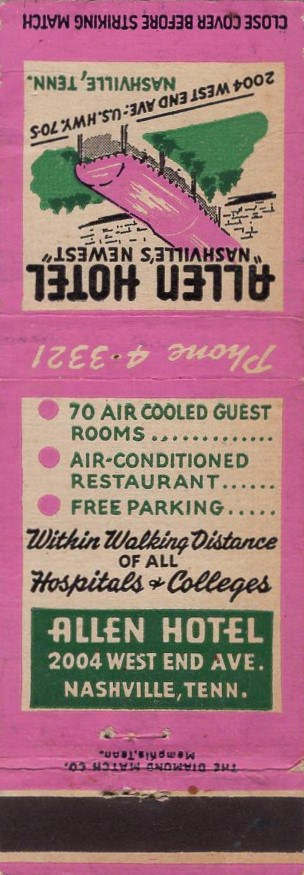 CLOSE COVER BEFORE STRIKING MATCH
ALLEN HOTEL
"NASHVILLE'S NEWEST"
2004 WEST END AVE: U.S. HWY. 70-S
NASHVILLE, TENN.
Phone 4-3321
70 AIR COOLED GUEST
ROOMS .............
AIR-CONDITIONED
RESTAURANT......
FREE PARKING.....
Within Walking Distance
OF ALL
Hospitals & Colleges
ALLEN HOTEL
2004 WEST END AVE.
NASHVILLE, TENN.
THE DIAMOND MATCH CO.
Memphis, Tenn.